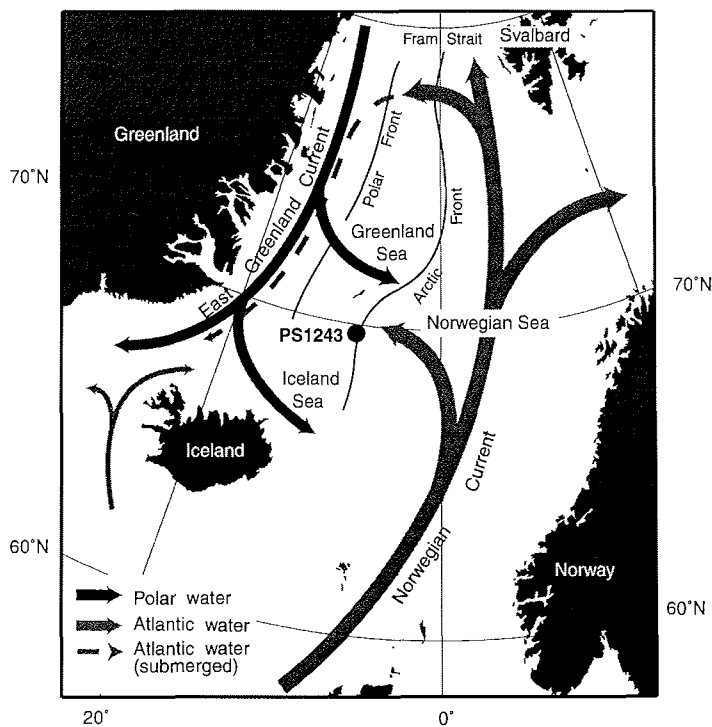 Fram Strait
Svalbard
Greenland
70°N
East Greenland Current
Polar Front
Arctic Front
Greenland
Sea
70°N
Norwegian Sea
PS1243
Iceland
Sea
Iceland
Norwegian Current
60°N
Norway
60°N
Polar water
Atlantic water
Atlantic water
(submerged)
20°
0°